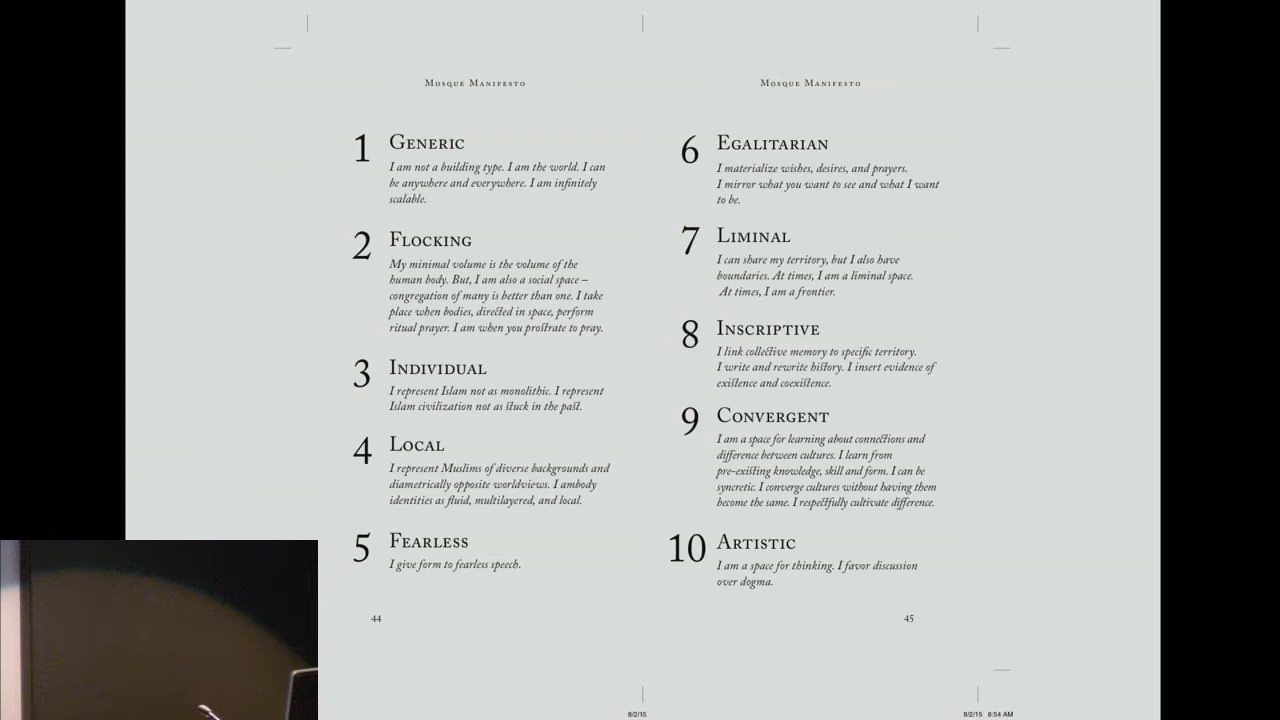 Mosque Manifesto
1 Generic
I am not a building type. I am the world. I can
be anywhere and everywhere. I am infinitely
scalable.
2 Flocking
My minimal volume is the volume of the
human body. But, I am also a social space –
congregation of many is better than one. I take
place when bodies, directed in space, perform
ritual prayer. I am when you prostrate to pray.
3 Individual
I represent Islam not as monolithic. I represent
Islam civilization not as stuck in the past.
4 Local
I represent Muslims of diverse backgrounds and
diametrically opposite worldviews. I ambody
identities as fluid, multilayered, and local.
5 Fearless
I give form to fearless speech.
44
Mosque Manifesto
6 Egalitarian
I materialize wishes, desires, and prayers.
I mirror what you want to see and what I want
to be.
7 Liminal
I can share my territory, but I also have
boundaries. At times, I am a liminal space.
At times, I am a frontier.
8 Inscriptive
I link collective memory to specific territory.
I write and rewrite history. I insert evidence of
existence and coexistence.
9 Convergent
I am a space for learning about connections and
difference between cultures. I learn from
pre-existing knowledge, skill and form. I can be
syncretic. I converge cultures without having them
become the same. I respectfully cultivate difference.
10 Artistic
I am a space for thinking. I favor discussion
over dogma.
45
8/2/15
8/2/15 8:54 AM